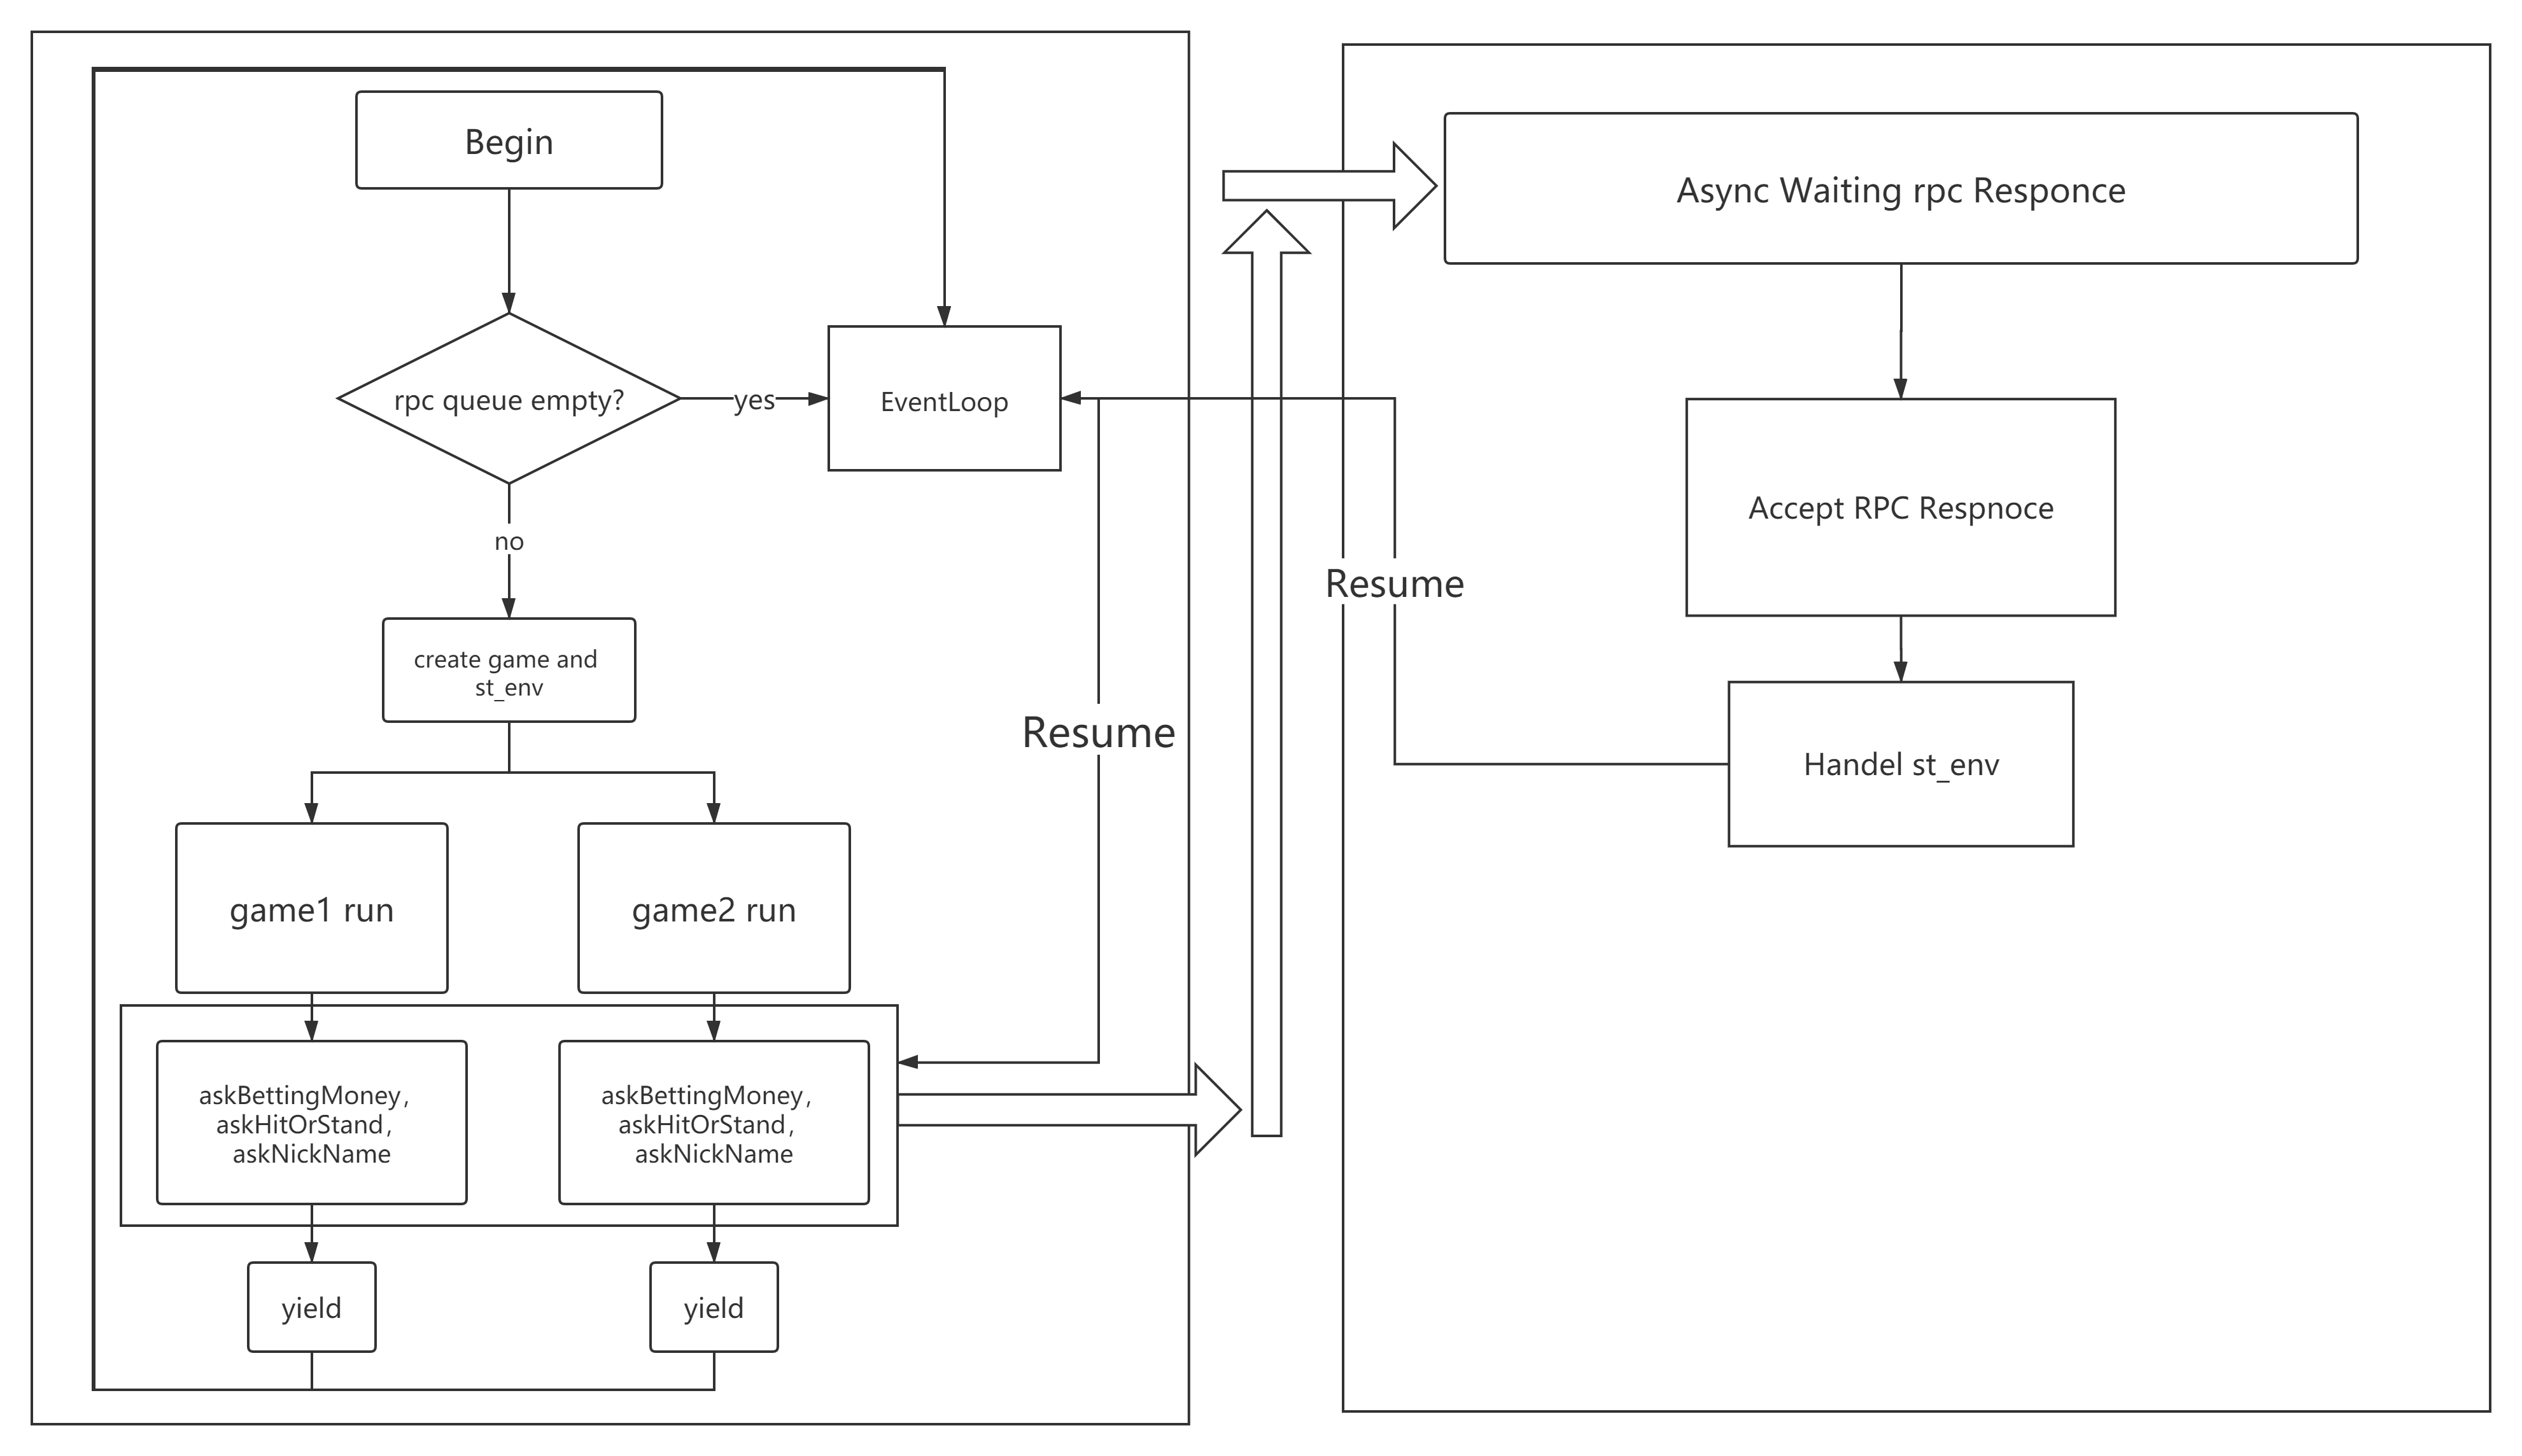 Begin
Async Waiting rpc Responce
rpc queue empty?
yes
EventLoop
Accept RPC Respnoce
no
Resume
create game and
st_env
Resume
Handel st_env
game1 run
game2 run
askBettingMoney,
askHitOrStand,
askNickName
askBettingMoney,
askHitOrStand,
askNickName
yield
yield